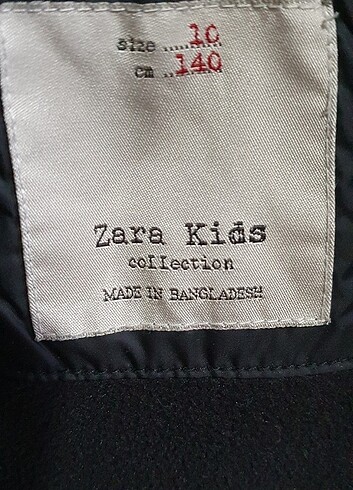 size .....10
cm ..140
Zara Kids
collection
MADE IN BANGLADESH